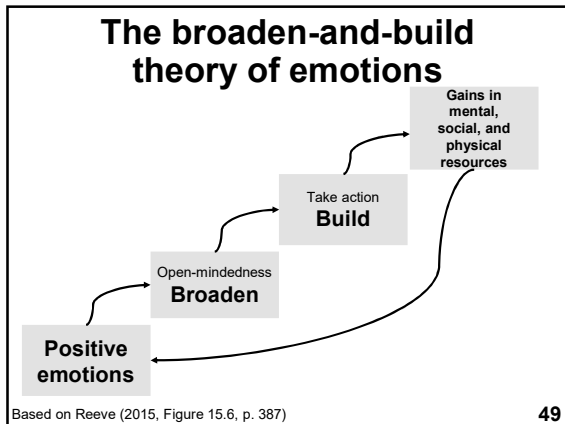 The broaden-and-build
theory of emotions
Gains in
mental,
social, and
physical
resources
Take action
Build
Open-mindedness
Broaden
Positive
emotions
Based on Reeve (2015, Figure 15.6, p. 387)
49